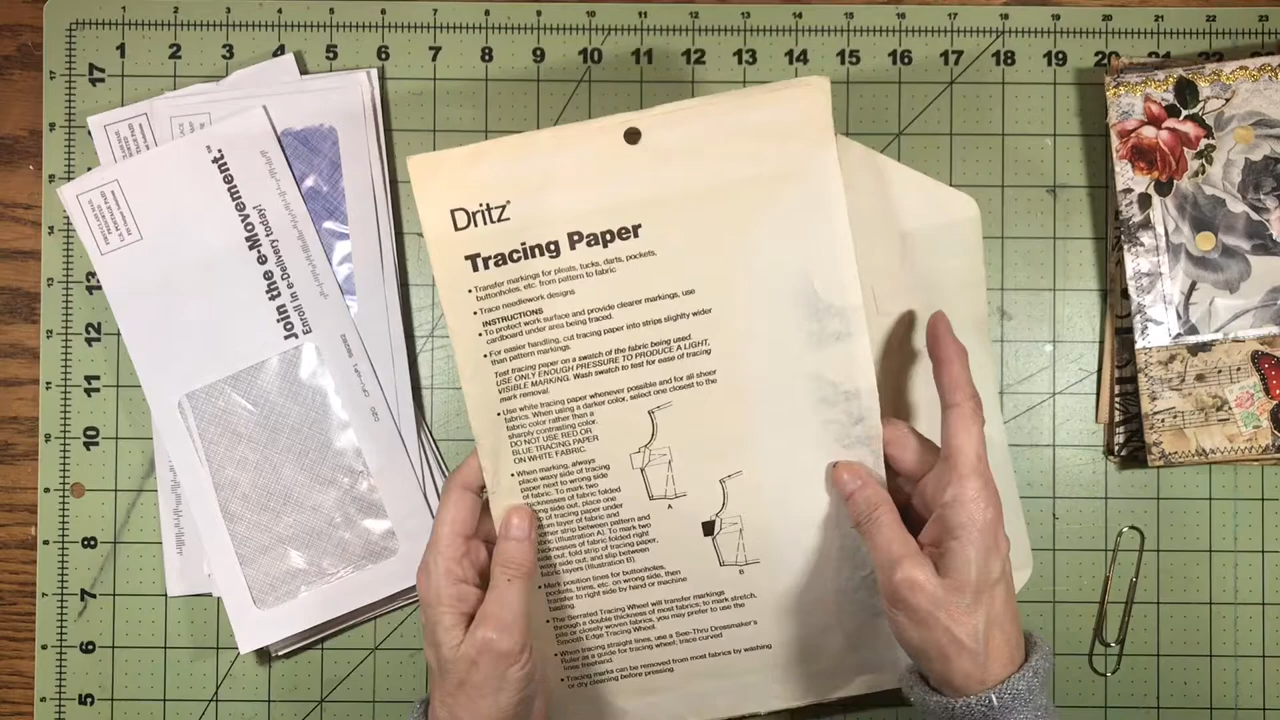 1 2 3 4 5 6 7 8 9 10 11 12 13 14 15 16 17 18 19 20 21 22 23
17
16
15
14
13
12
11
10
9
8
7
6
5
FIRST-CLASS MAIL
PRESORTED
U.S. POSTAGE PAID
Join the e-Movement.™
Enroll in e-Delivery today!
Dritz®
Tracing Paper
• Transfer markings for pleats, tucks, darts, pockets,
buttonholes, etc. from pattern to fabric
• Trace needlework designs
INSTRUCTIONS
• To protect work surface and provide clearer markings, use
cardboard under area being traced.
• For easier handling, cut tracing paper into strips slightly wider
than pattern markings.
Test tracing paper on a swatch of the fabric being used.
USE ONLY ENOUGH PRESSURE TO PRODUCE A LIGHT,
VISIBLE MARKING. Wash swatch to test for ease of tracing
mark removal.
• Use white tracing paper whenever possible and for all sheer
fabrics. When using a darker color, select one closest to the
fabric color rather than a
sharply contrasting color.
DO NOT USE RED OR
BLUE TRACING PAPER
ON WHITE FABRIC.
• When marking, always
place waxy side of tracing
paper next to wrong side
of fabric. To mark two
thicknesses of fabric folded
side out, place one
of tracing paper under
layer of fabric and
strip between pattern and
(Illustration A). To mark two
thicknesses of fabric folded right
side out, fold strip of tracing paper,
waxy side out, and slip between
fabric layers (Illustration B).
A
B
• Mark position lines for buttonholes,
pockets, trims, etc. on wrong side, then
transfer to right side by hand or machine
basting.
• The Serrated Tracing Wheel will transfer markings
through a double thickness of most fabrics; to mark stretch,
pile or closely woven fabrics, you may prefer to use the
Smooth Edge Tracing Wheel.
• When tracing straight lines, use a See-Thru Dressmaker's
Ruler as a guide for tracing wheel; trace curved
lines freehand.
• Tracing marks can be removed from most fabrics by washing
or dry cleaning before pressing.